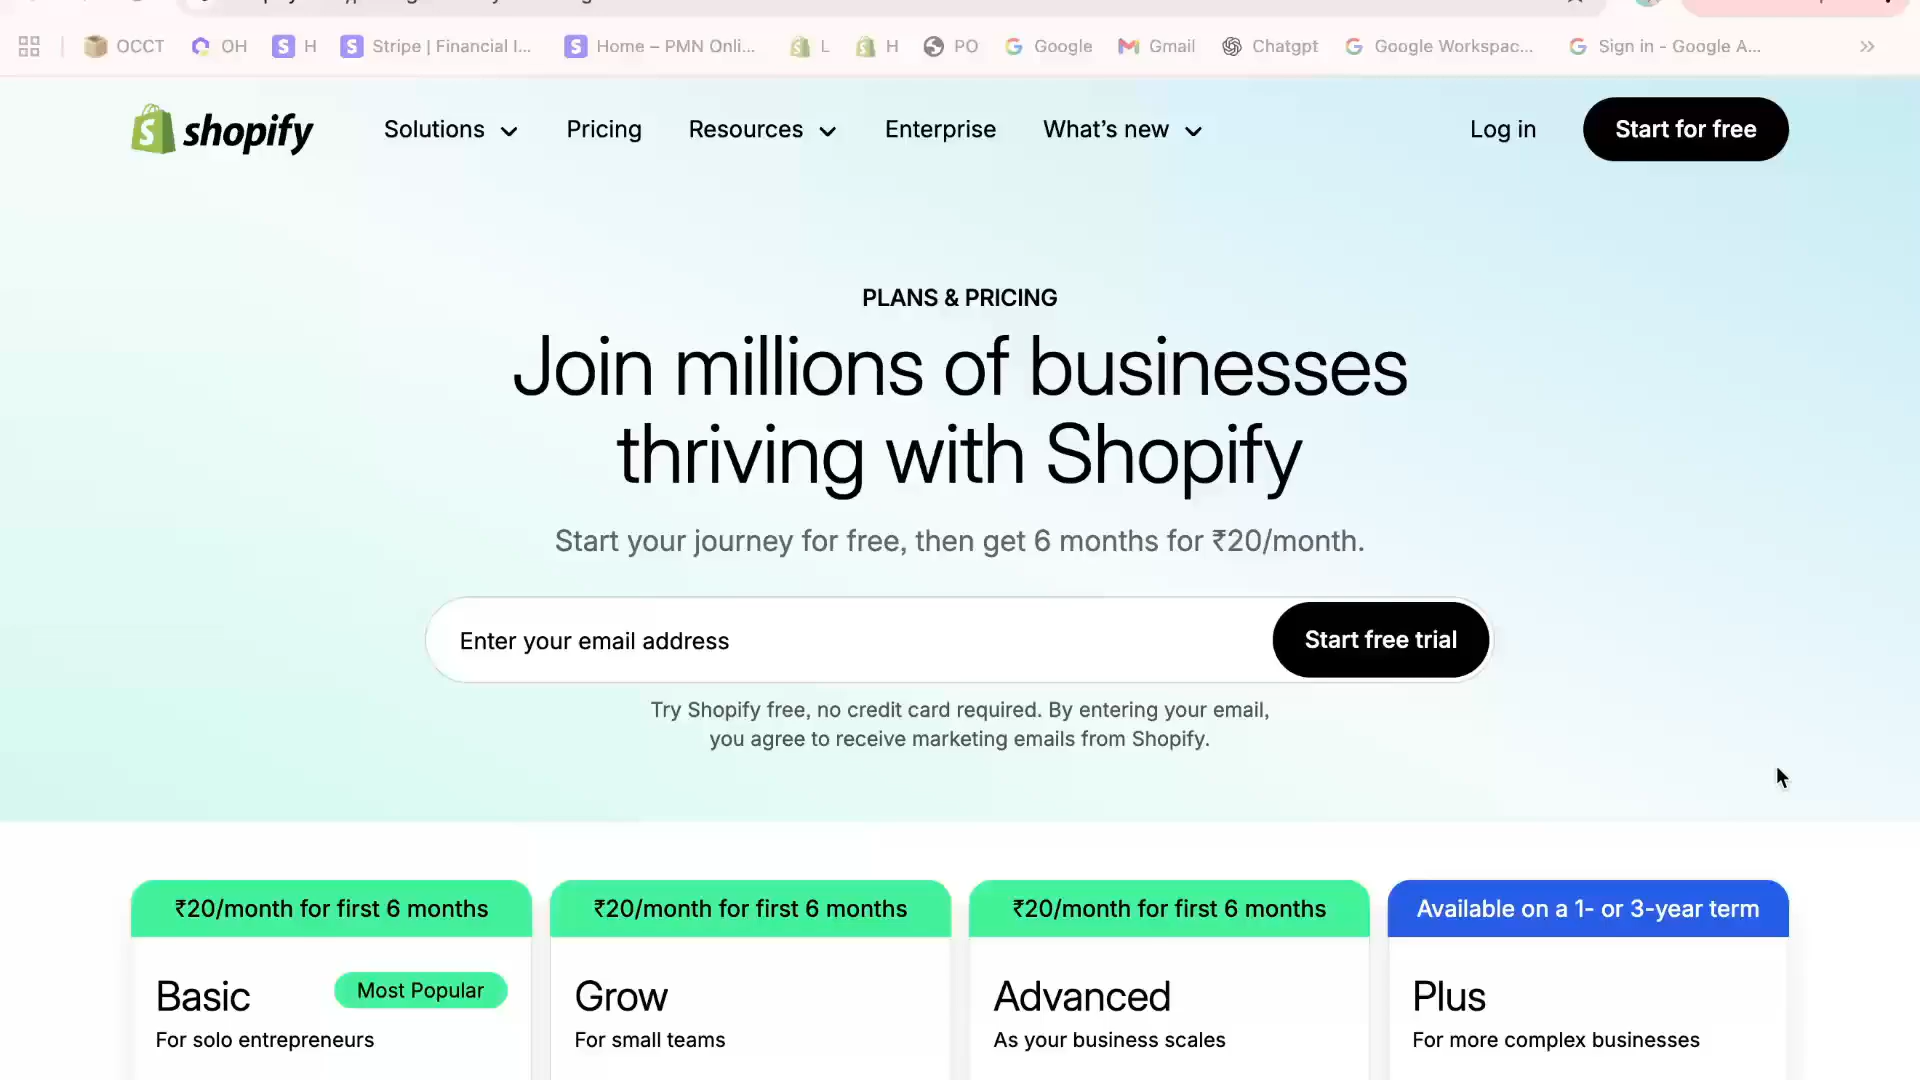 OCCT
OH
H
Stripe | Financial I...
Home – PMN Onli...
L
H
PO
Google
Gmail
Chatgpt
Google Workspac...
Sign in - Google A...
shopify
Solutions
Pricing
Resources
Enterprise
What's new
Log in
Start for free
PLANS & PRICING
Join millions of businesses
thriving with Shopify
Start your journey for free, then get 6 months for ₹20/month.
Enter your email address
Start free trial
Try Shopify free, no credit card required. By entering your email,
you agree to receive marketing emails from Shopify.
₹20/month for first 6 months
₹20/month for first 6 months
₹20/month for first 6 months
Available on a 1- or 3-year term
Basic
Most Popular
For solo entrepreneurs
Grow
For small teams
Advanced
As your business scales
Plus
For more complex businesses